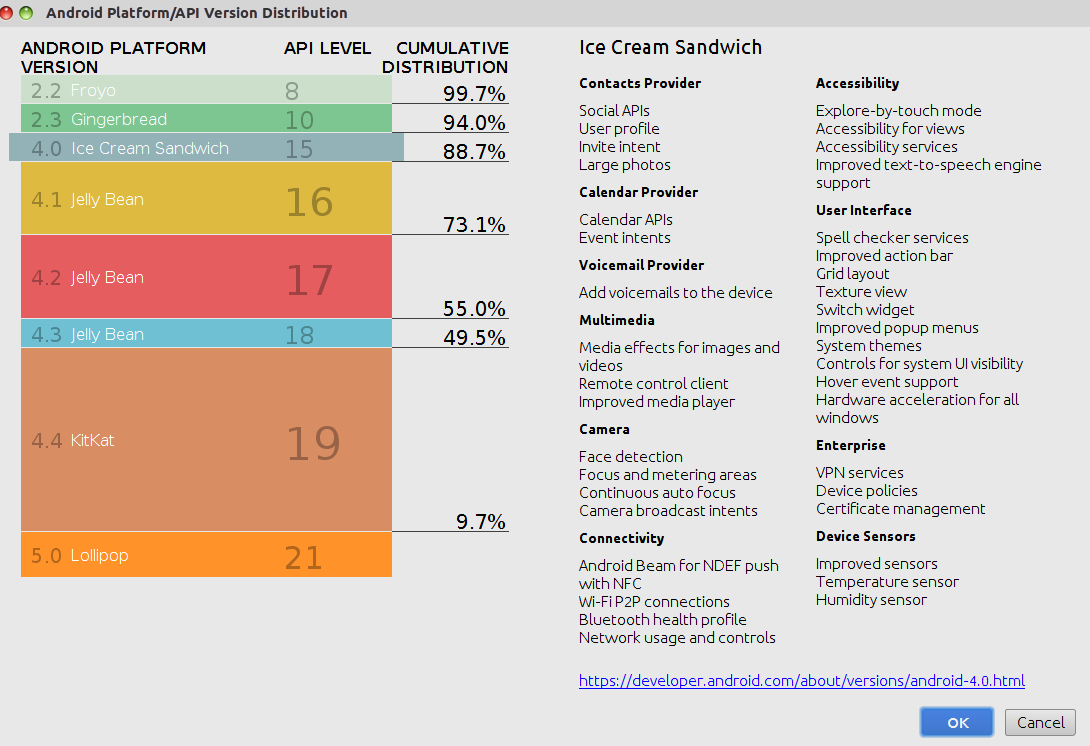 Android Platform/API Version Distribution
ANDROID PLATFORM VERSION API LEVEL CUMULATIVE DISTRIBUTION
2.2 Froyo 8 99.7%
2.3 Gingerbread 10 94.0%
4.0 Ice Cream Sandwich 15 88.7%
4.1 Jelly Bean 16 73.1%
4.2 Jelly Bean 17 55.0%
4.3 Jelly Bean 18 49.5%
4.4 KitKat 19 9.7%
5.0 Lollipop 21
Ice Cream Sandwich
Contacts Provider
Social APIs
User profile
Invite intent
Large photos
Calendar Provider
Calendar APIs
Event intents
Voicemail Provider
Add voicemails to the device
Multimedia
Media effects for images and
videos
Remote control client
Improved media player
Camera
Face detection
Focus and metering areas
Continuous auto focus
Camera broadcast intents
Connectivity
Android Beam for NDEF push
with NFC
Wi-Fi P2P connections
Bluetooth health profile
Network usage and controls
Accessibility
Explore-by-touch mode
Accessibility for views
Accessibility services
Improved text-to-speech engine
support
User Interface
Spell checker services
Improved action bar
Grid layout
Texture view
Switch widget
Improved popup menus
System themes
Controls for system UI visibility
Hover event support
Hardware acceleration for all
windows
Enterprise
VPN services
Device policies
Certificate management
Device Sensors
Improved sensors
Temperature sensor
Humidity sensor
https://developer.android.com/about/versions/android-4.0.html
OK Cancel